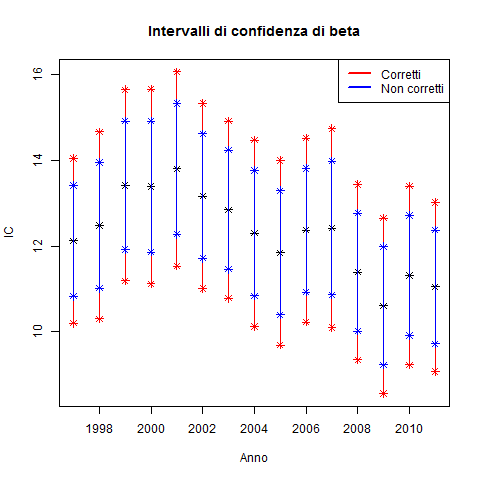 Intervalli di confidenza di beta
Corretti
Non corretti
IC
16
14
12
10
1998
2000
2002
2004
2006
2008
2010
Anno